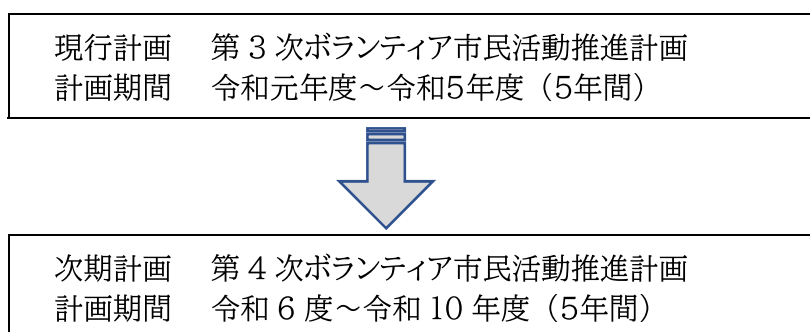 現行計画　第３次ボランティア市民活動推進計画
計画期間　令和元年度～令和5年度（5年間）
次期計画　第４次ボランティア市民活動推進計画
計画期間　令和６度～令和 10 年度（5年間）